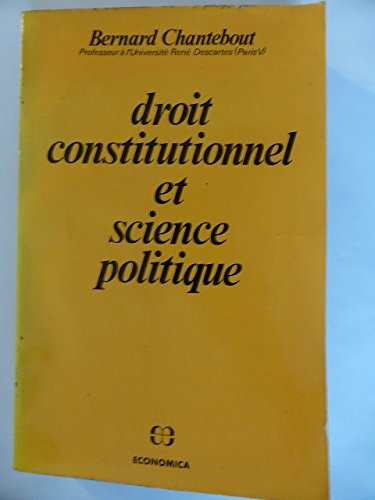 Bernard Chantebout
Professeur à l'Université René Descartes (Paris V)
droit
constitutionnel
et
science
politique
ECONOMICA